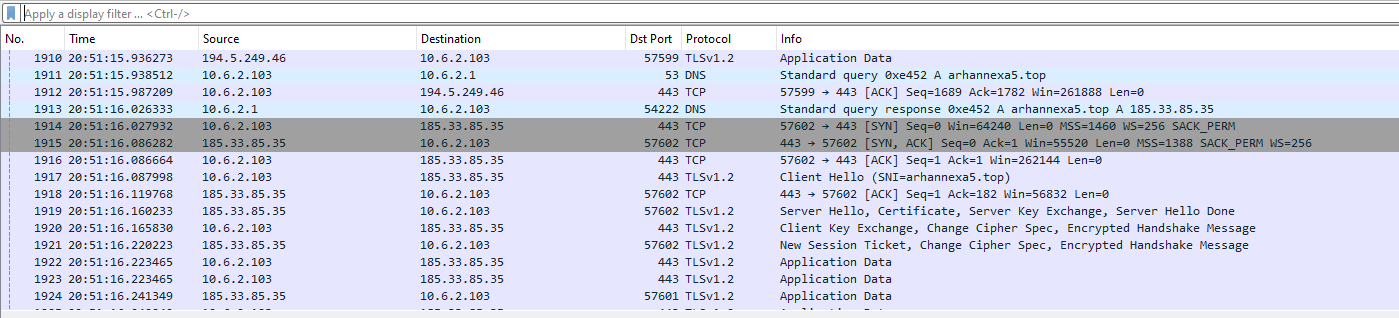 Apply a display filter … <Ctrl-/>
No. Time Source Destination Dst Port Protocol Info
1910 20:51:15.936273 194.5.249.46 10.6.2.103 57599 TLSv1.2 Application Data
1911 20:51:15.938512 10.6.2.103 10.6.2.1 53 DNS Standard query 0xe452 A arhannexa5.top
1912 20:51:15.987209 10.6.2.103 194.5.249.46 443 TCP 57599 → 443 [ACK] Seq=1689 Ack=1782 Win=261888 Len=0
1913 20:51:16.026333 10.6.2.1 10.6.2.103 54222 DNS Standard query response 0xe452 A arhannexa5.top A 185.33.85.35
1914 20:51:16.027932 10.6.2.103 185.33.85.35 443 TCP 57602 → 443 [SYN] Seq=0 Win=64240 Len=0 MSS=1460 WS=256 SACK_PERM
1915 20:51:16.086282 185.33.85.35 10.6.2.103 57602 TCP 443 → 57602 [SYN, ACK] Seq=0 Ack=1 Win=55520 Len=0 MSS=1388 SACK_PERM WS=256
1916 20:51:16.086664 10.6.2.103 185.33.85.35 443 TCP 57602 → 443 [ACK] Seq=1 Ack=1 Win=262144 Len=0
1917 20:51:16.087998 10.6.2.103 185.33.85.35 443 TLSv1.2 Client Hello (SNI=arhannexa5.top)
1918 20:51:16.119768 185.33.85.35 10.6.2.103 57602 TCP 443 → 57602 [ACK] Seq=1 Ack=182 Win=56832 Len=0
1919 20:51:16.160233 185.33.85.35 10.6.2.103 57602 TLSv1.2 Server Hello, Certificate, Server Key Exchange, Server Hello Done
1920 20:51:16.165830 10.6.2.103 185.33.85.35 443 TLSv1.2 Client Key Exchange, Change Cipher Spec, Encrypted Handshake Message
1921 20:51:16.220223 185.33.85.35 10.6.2.103 57602 TLSv1.2 New Session Ticket, Change Cipher Spec, Encrypted Handshake Message
1922 20:51:16.223465 10.6.2.103 185.33.85.35 443 TLSv1.2 Application Data
1923 20:51:16.223465 10.6.2.103 185.33.85.35 443 TLSv1.2 Application Data
1924 20:51:16.241349 185.33.85.35 10.6.2.103 57601 TLSv1.2 Application Data